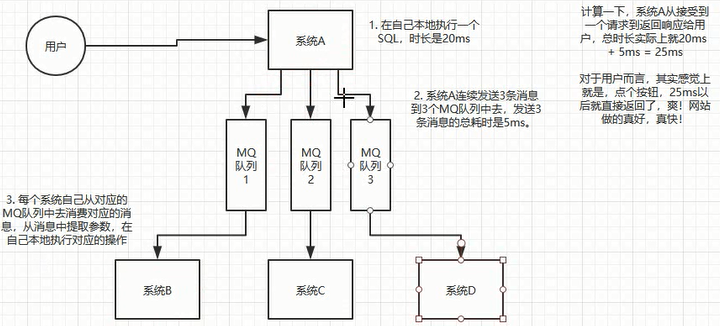 用户
系统A
1. 在自己本地执行一个
SQL，时长是20ms
计算一下，系统A从接受到
一个请求到返回响应给用
户，总时长实际上就20ms
+ 5ms = 25ms
对于用户而言，其实感觉上
就是，点个按钮，25ms以
后就直接返回了，爽！网站
做的真好，真快！
2. 系统A连续发送3条消息
到3个MQ队列中去，发送3
条消息的总耗时是5ms。
MQ
队列
1
MQ
队列
2
MQ
队列
3
3. 每个系统自己从对应的
MQ队列中去消费对应的消
息，从消息中提取参数，在
自己本地执行对应的操作
系统B
系统C
系统D